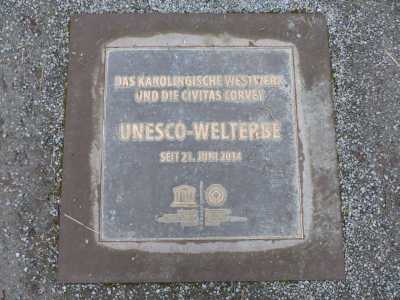 DAS KAROLINGISCHE WESTWERK
UND DIE CIVITAS CORVEY
UNESCO-WELTERBE
SEIT 21. JUNI 2014